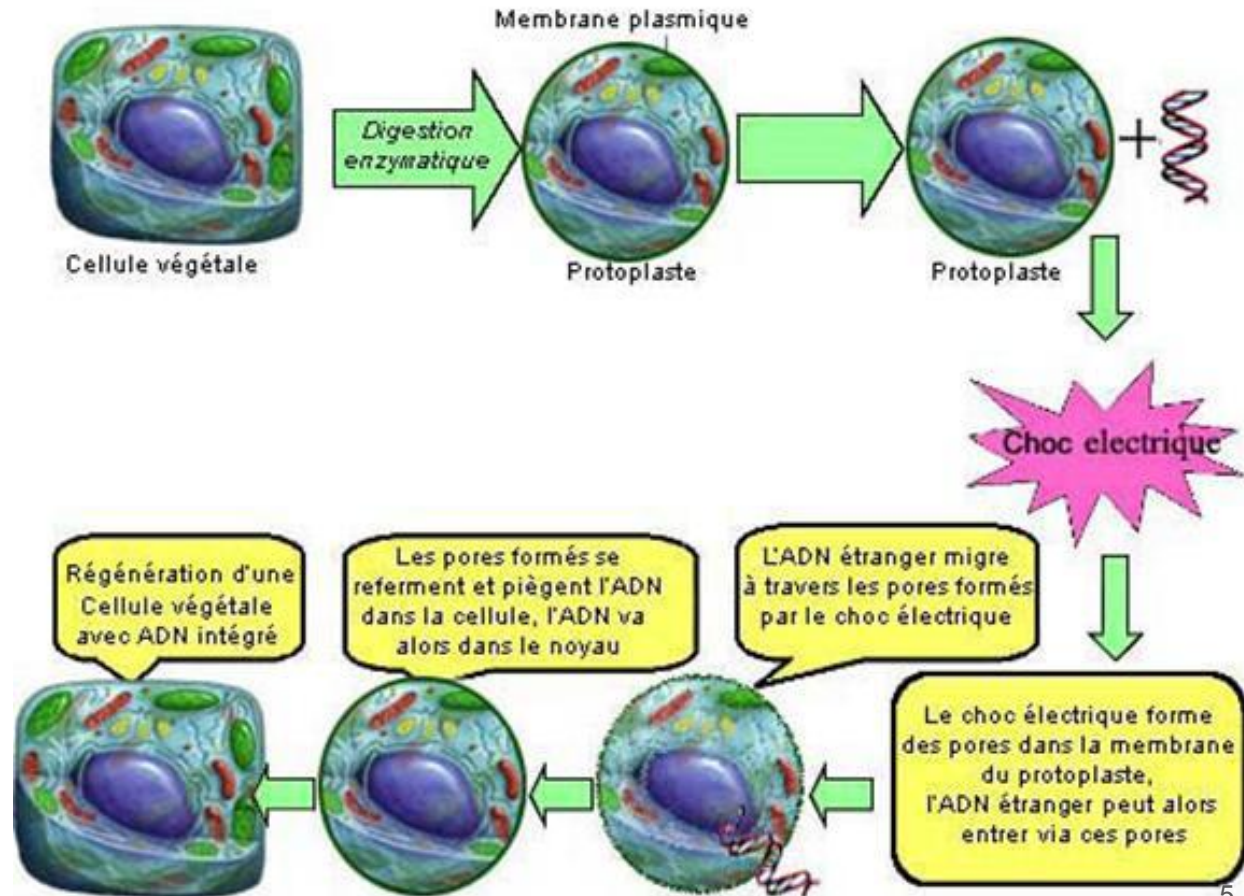 Membrane plasmique
Digestion
enzymatique
Cellule végétale
Protoplaste
Protoplaste
Choc electrique
Le choc électrique forme
des pores dans la membrane
du protoplaste,
l'ADN étranger peut alors
entrer via ces pores
L'ADN étranger migre
à travers les pores formés
par le choc électrique
Les pores formés se
referment et piègent l'ADN
dans la cellule, l'ADN va
alors dans le noyau
Régénération d'une
Cellule végétale
avec ADN intégré
5